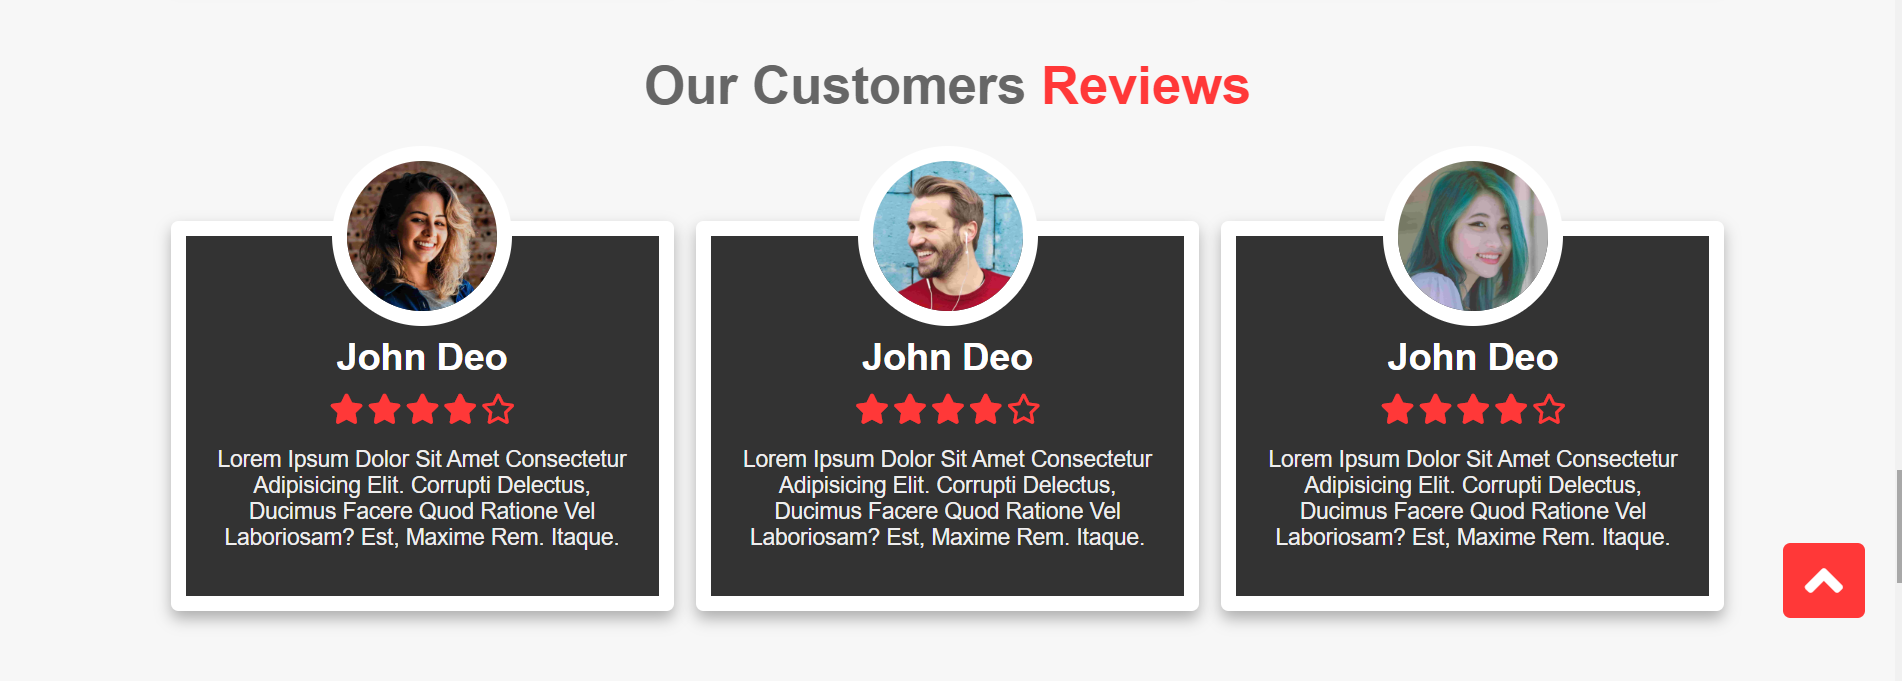 Our Customers Reviews
John Deo
Lorem Ipsum Dolor Sit Amet Consectetur
Adipisicing Elit. Corrupti Delectus,
Ducimus Facere Quod Ratione Vel
Laboriosam? Est, Maxime Rem. Itaque.
John Deo
Lorem Ipsum Dolor Sit Amet Consectetur
Adipisicing Elit. Corrupti Delectus,
Ducimus Facere Quod Ratione Vel
Laboriosam? Est, Maxime Rem. Itaque.
John Deo
Lorem Ipsum Dolor Sit Amet Consectetur
Adipisicing Elit. Corrupti Delectus,
Ducimus Facere Quod Ratione Vel
Laboriosam? Est, Maxime Rem. Itaque.